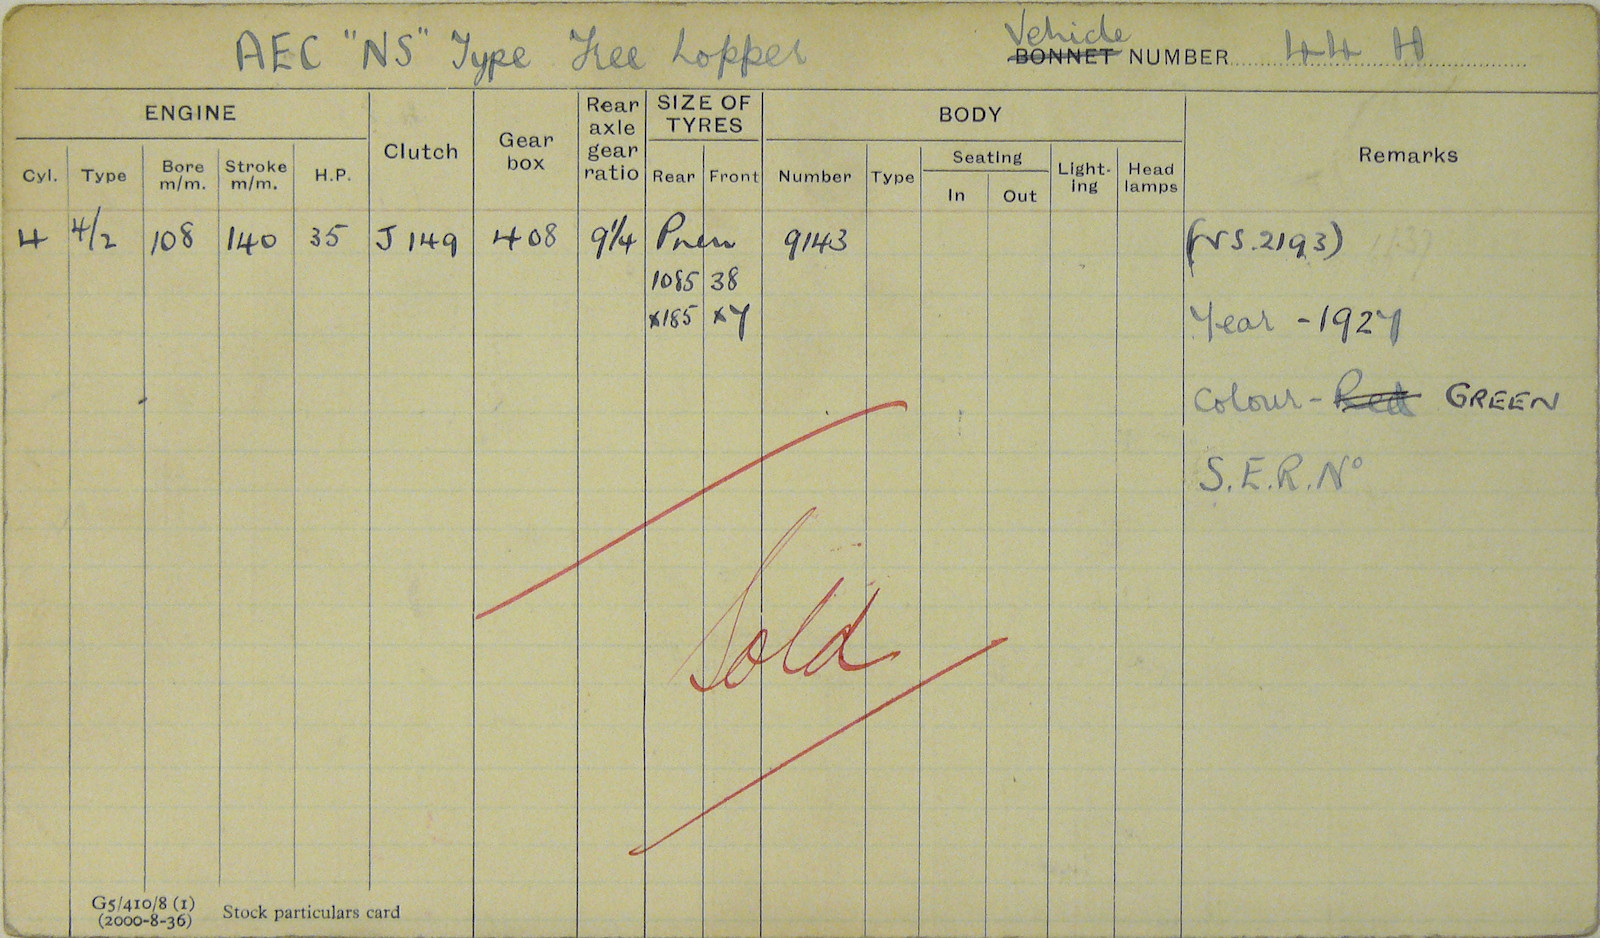 AEC "NS" Type Tree Lopper
Vehicle
BONNET NUMBER 44 H
ENGINE
Clutch
Gear box
Rear axle gear ratio
SIZE OF TYRES
BODY
Remarks
Cyl. Type Bore m/m. Stroke m/m. H.P.
Rear Front
Number Type Seating Lighting Head lamps
In Out
4 4/2 108 140 35 J 149 408 9¼ Pneu 9143 (NS.2193)
1085 38
x185 x7
Year - 1927
Colour - Red GREEN
S.E.R. Nº
Sold
G5/410/8 (1)
(2000-8-36)
Stock particulars card